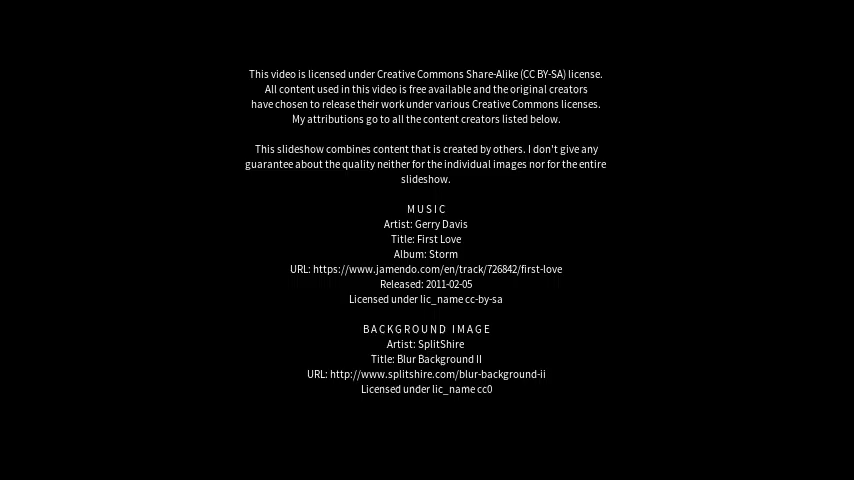 This video is licensed under Creative Commons Share-Alike (CC BY-SA) license.
All content used in this video is free available and the original creators
have chosen to release their work under various Creative Commons licenses.
My attributions go to all the content creators listed below.
This slideshow combines content that is created by others. I don't give any
guarantee about the quality neither for the individual images nor for the entire
slideshow.
MUSIC
Artist: Gerry Davis
Title: First Love
Album: Storm
URL: https://www.jamendo.com/en/track/726842/first-love
Released: 2011-02-05
Licensed under lic_name cc-by-sa
BACKGROUND IMAGE
Artist: SplitShire
Title: Blur Background II
URL: http://www.splitshire.com/blur-background-ii
Licensed under lic_name cc0